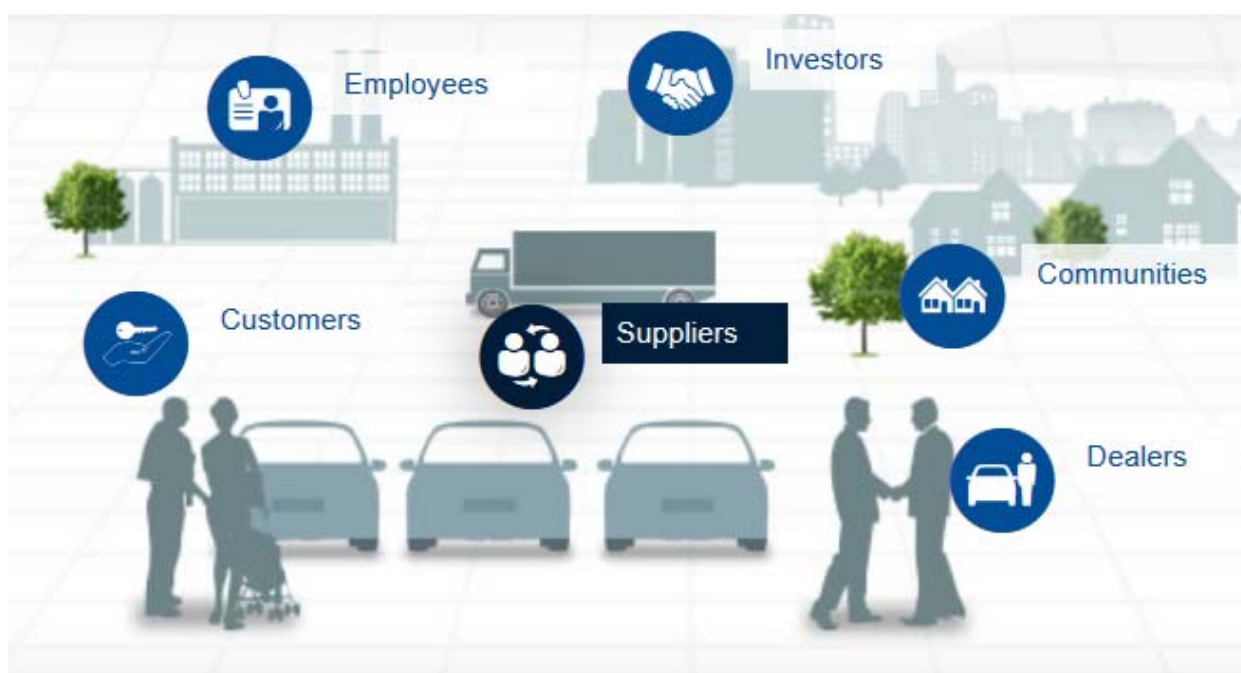 Employees
Investors
Communities
Customers
Suppliers
Dealers